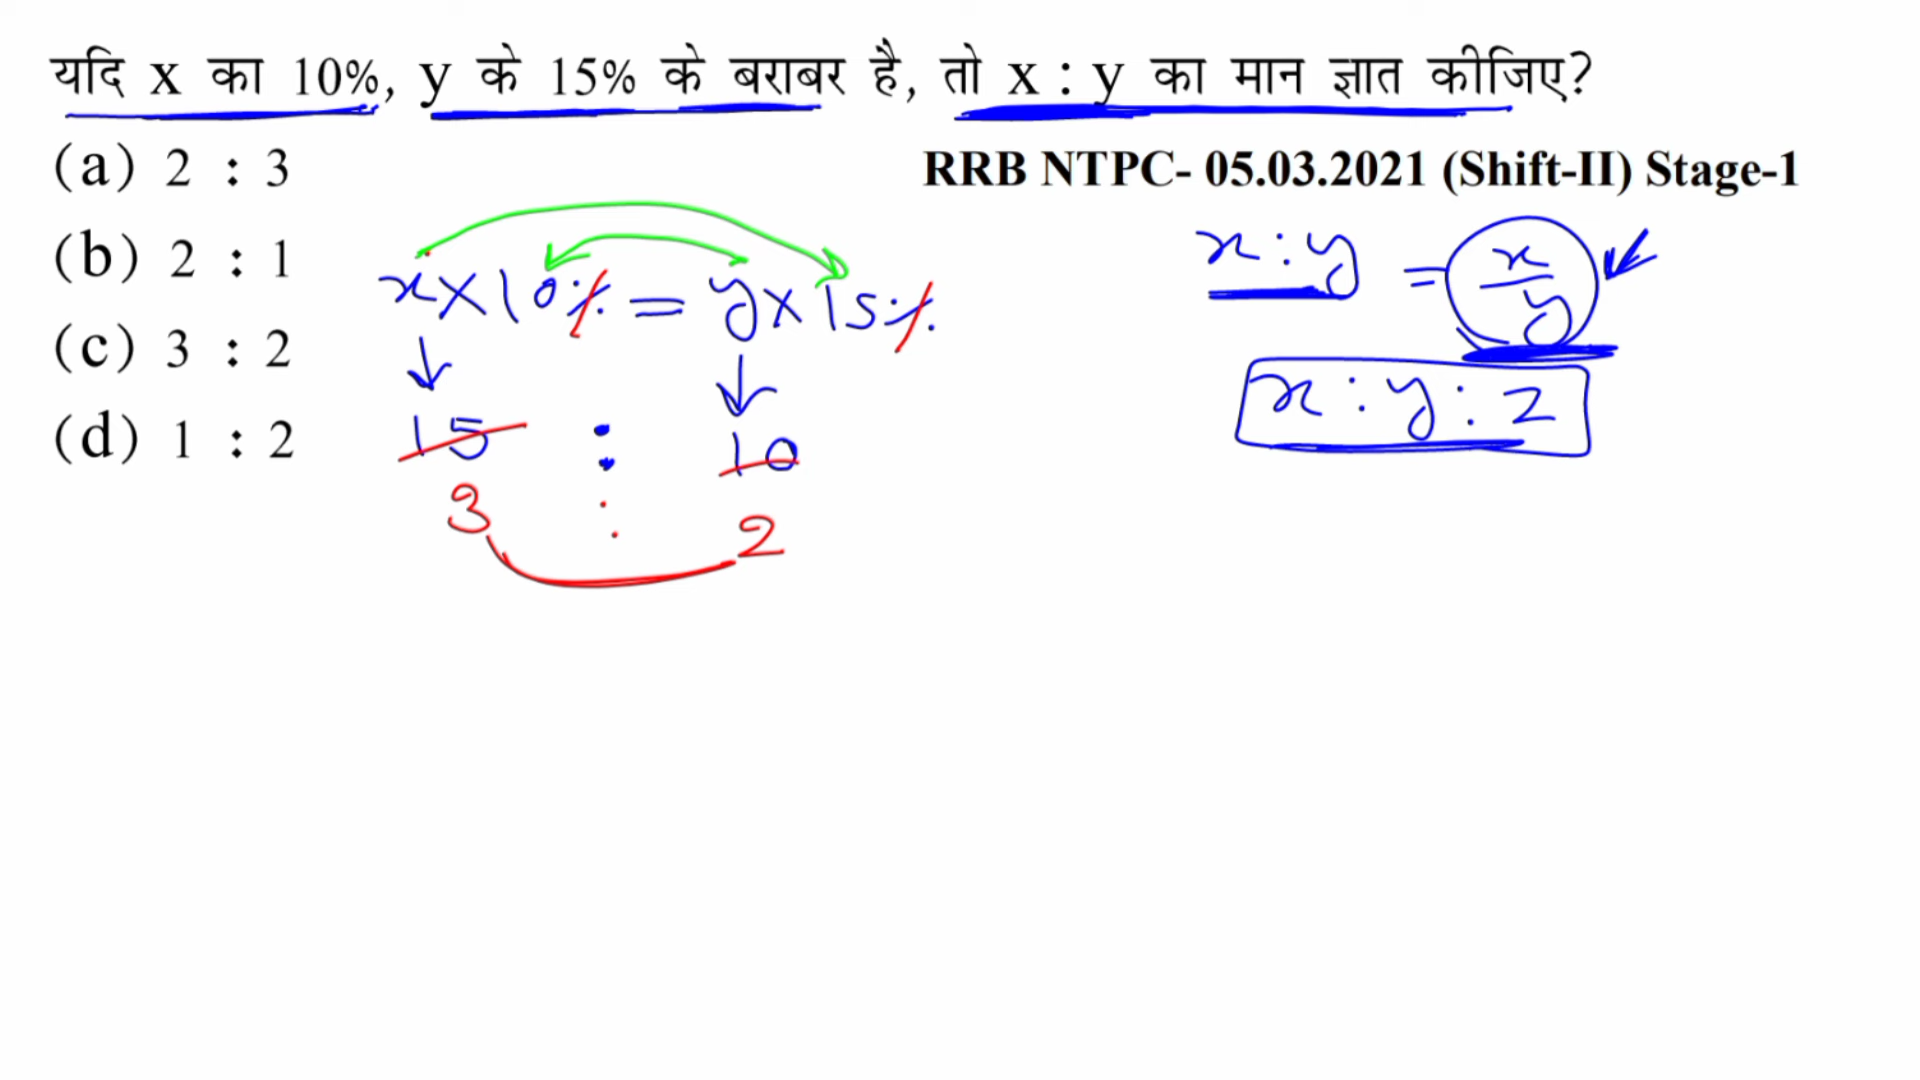 यदि x का 10%, y के 15% के बराबर है, तो x : y का मान ज्ञात कीजिए?
(a) 2 : 3
RRB NTPC- 05.03.2021 (Shift-II) Stage-1
(b) 2 : 1
(c) 3 : 2
(d) 1 : 2
x × 10% = y × 15%
15 : 10
3 : 2
x : y = x/y
x : y : z